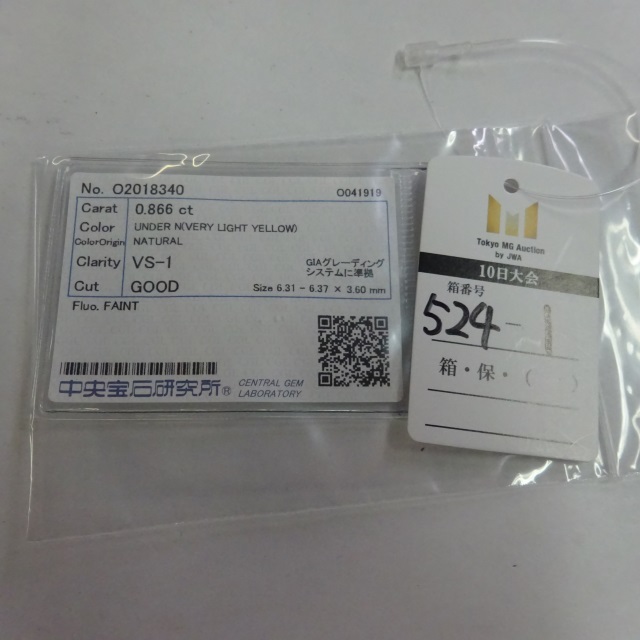 No. O2018340
O041919
Carat 0.866 ct
Color UNDER N(VERY LIGHT YELLOW)
ColorOrigin NATURAL
Clarity VS-1
GIAグレーディング
システムに準拠
Cut GOOD
Size 6.31 - 6.37 × 3.60 mm
Fluo. FAINT
中央宝石研究所® CENTRAL GEM
LABORATORY
Tokyo MG Auction
by JWA
10日大会
箱番号
524 - 1
箱・保・( )